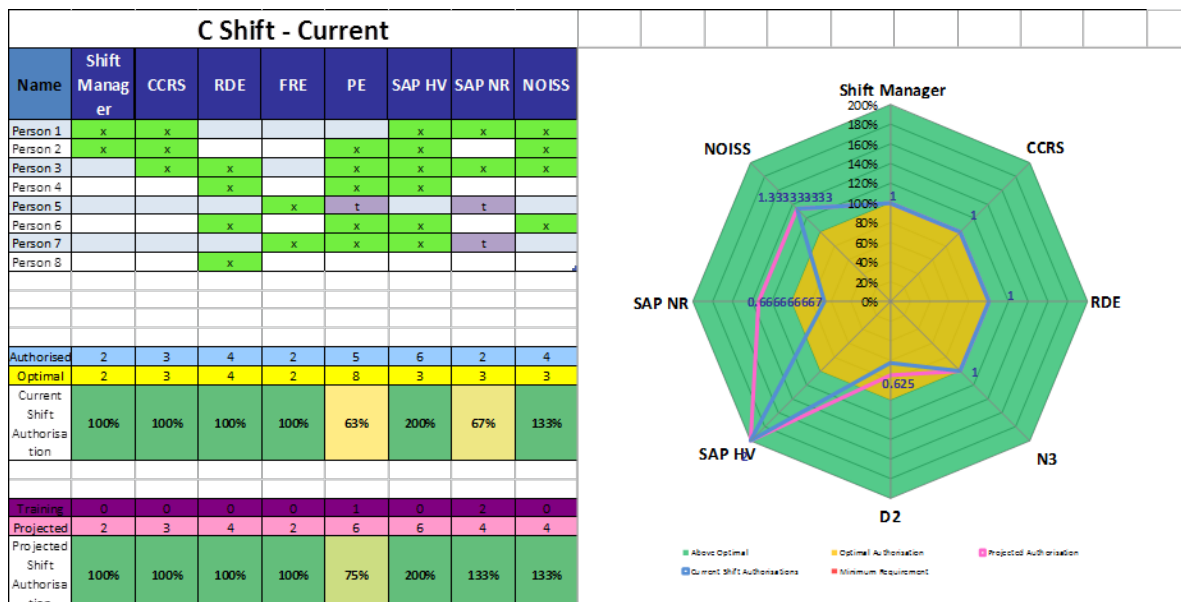 C Shift - Current
Name Shift Manag er CCRS RDE FRE PE SAP HV SAP NR NOISS
Person 1 x x x x x
Person 2 x x x x x
Person 3 x x x x x x
Person 4 x x x
Person 5 x t t
Person 6 x x x x
Person 7 x x x t
Person 8 x
Authorised 2 3 4 2 5 6 2 4
Optimal 2 3 4 2 8 3 3 3
Current Shift Authorisa tion 100% 100% 100% 100% 63% 200% 67% 133%
Training 0 0 0 0 1 0 2 0
Projected 2 3 4 2 6 6 4 4
Projected Shift Authorisa tion 100% 100% 100% 100% 75% 200% 133% 133%
Shift Manager
200%
180%
160%
140%
120%
100%
80%
60%
40%
20%
0%
NOISS
CCRS
1.333333333
1
1
SAP NR
0.666666667
1
RDE
0.625
1
SAP HV
2
N3
D2
Above Optimal
Optimal Authorisation
Projected Authorisation
Current Shift Authorisations
Minimum Requirement